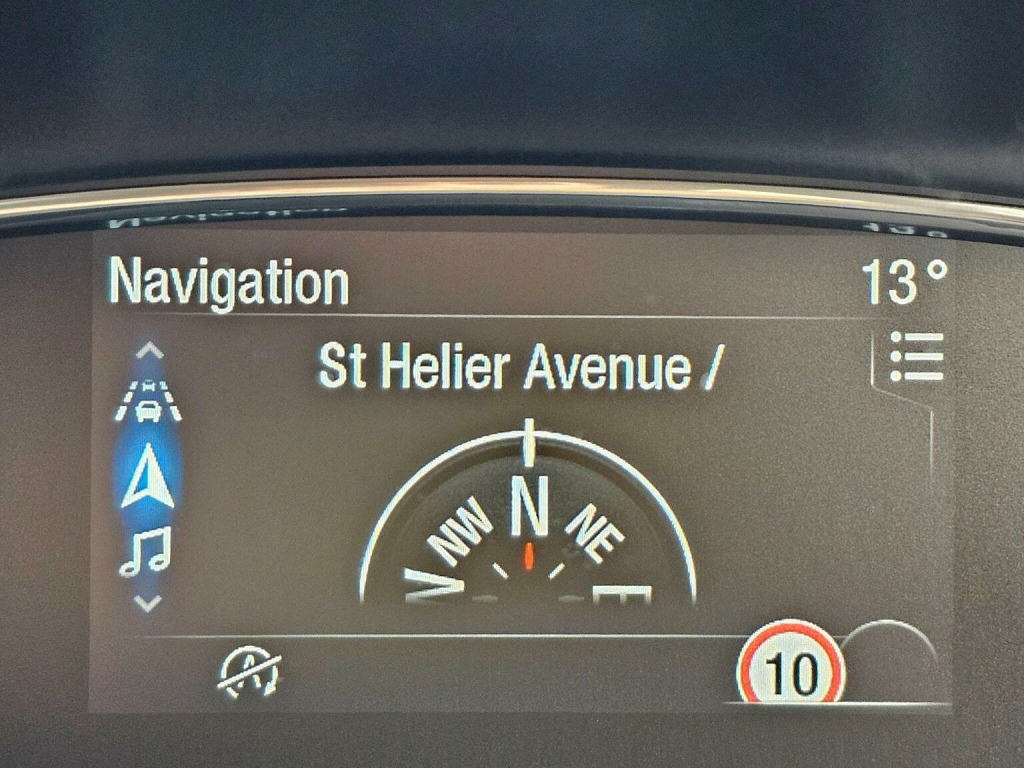 Navigation
13°
St Helier Avenue /
N
NW
NE
W
E
A
10